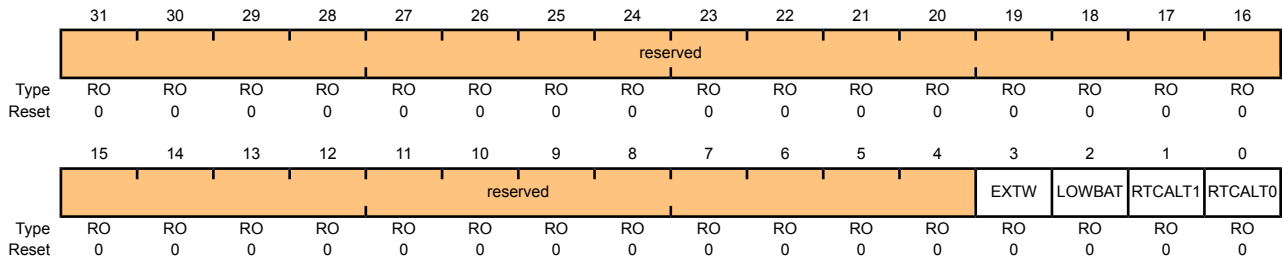 31 30 29 28 27 26 25 24 23 22 21 20 19 18 17 16
reserved
Type RO RO RO RO RO RO RO RO RO RO RO RO RO RO RO RO
Reset 0 0 0 0 0 0 0 0 0 0 0 0 0 0 0 0
15 14 13 12 11 10 9 8 7 6 5 4 3 2 1 0
reserved EXTW LOWBAT RTCALT1 RTCALT0
Type RO RO RO RO RO RO RO RO RO RO RO RO RO RO RO RO
Reset 0 0 0 0 0 0 0 0 0 0 0 0 0 0 0 0